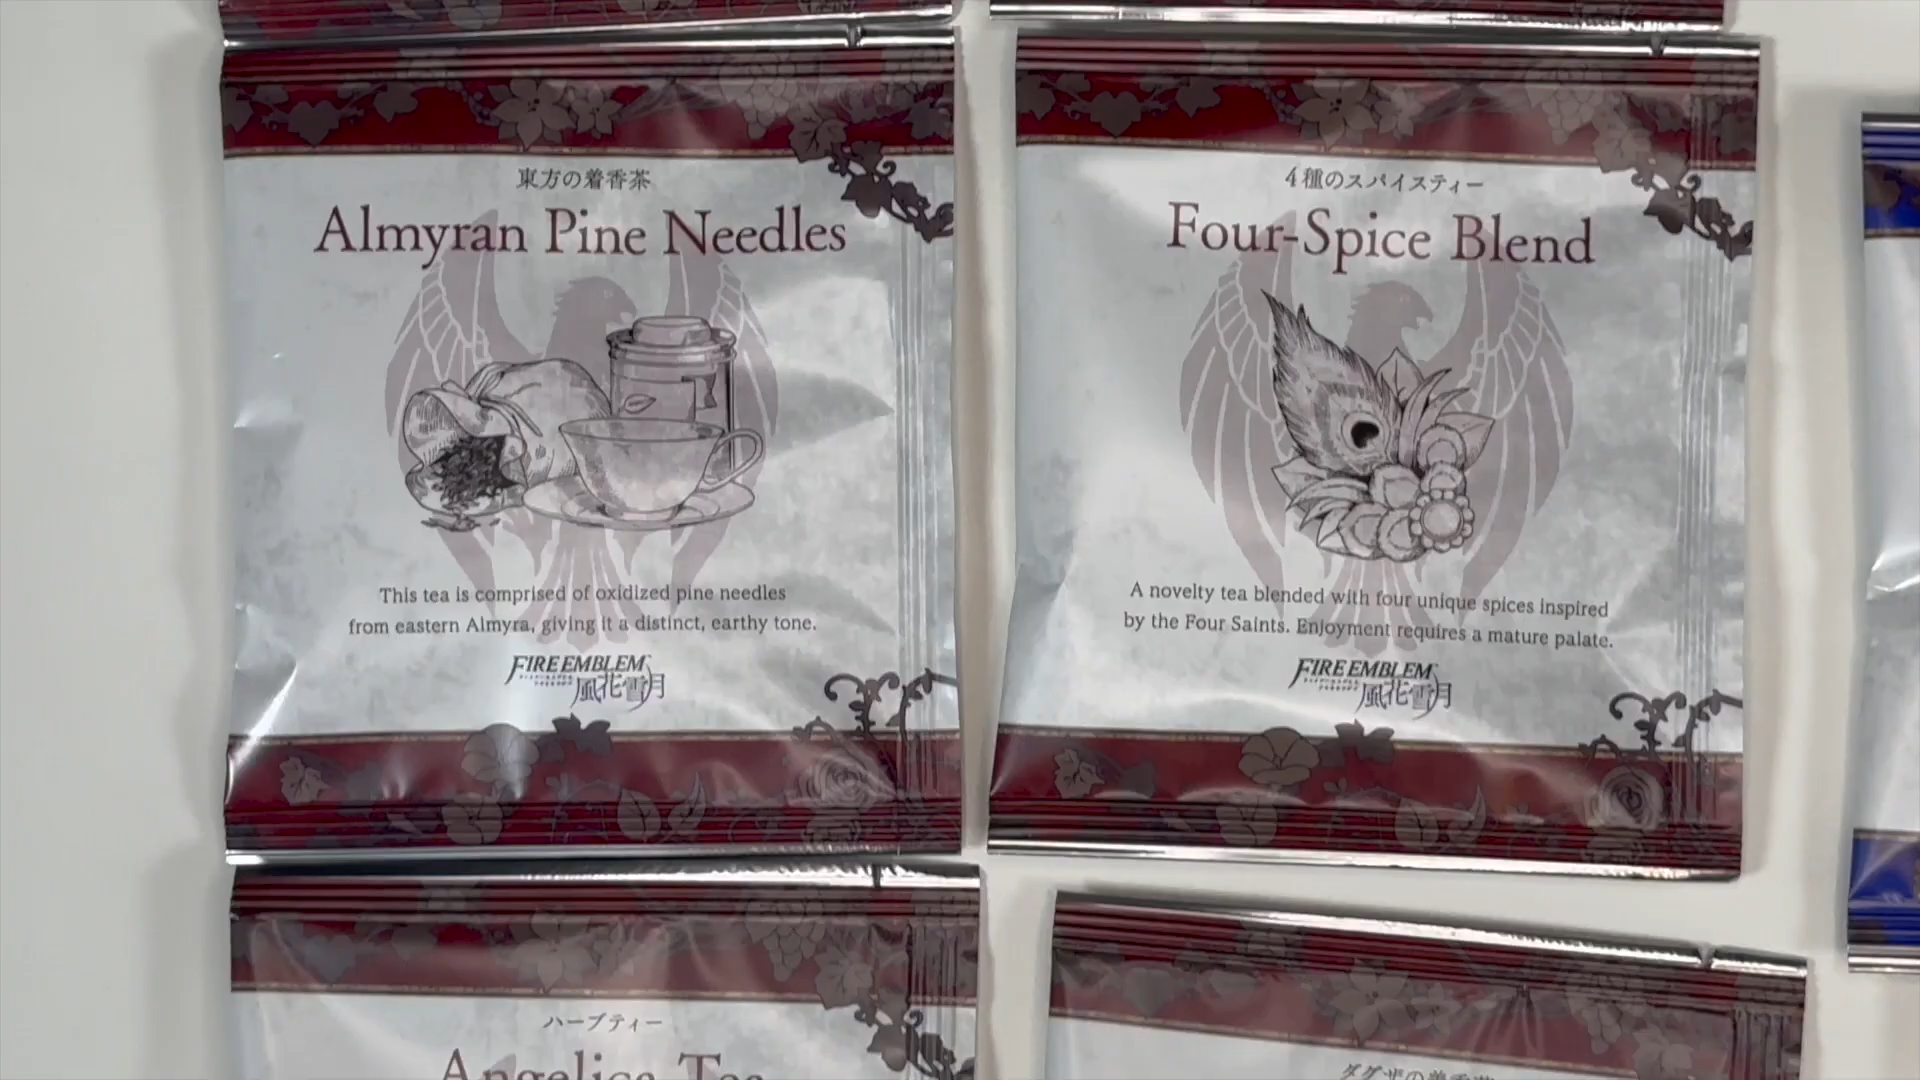 東方の着香茶
Almyran Pine Needles
This tea is comprised of oxidized pine needles
from eastern Almyra, giving it a distinct, earthy tone.
FIRE EMBLEM
風花雪月
4種のスパイスティー
Four-Spice Blend
A novelty tea blended with four unique spices inspired
by the Four Saints. Enjoyment requires a mature palate.
FIRE EMBLEM
風花雪月
ハーブティー
Angelica Tea